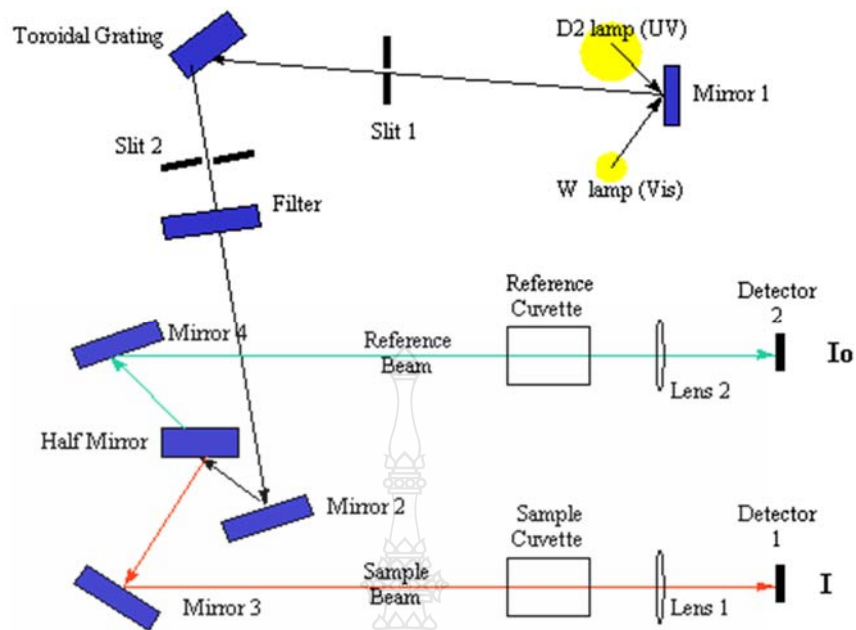 Toroidal Grating
D2 lamp (UV)
Mirror 1
Slit 1
Slit 2
W lamp (Vis)
Filter
Reference
Cuvette
Detector
2
Mirror 4
Reference
Beam
Io
Lens 2
Half Mirror
Mirror 2
Sample
Cuvette
Detector
1
Sample
Beam
I
Mirror 3
Lens 1